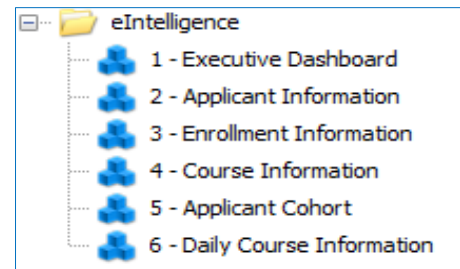 eIntelligence
1 - Executive Dashboard
2 - Applicant Information
3 - Enrollment Information
4 - Course Information
5 - Applicant Cohort
6 - Daily Course Information